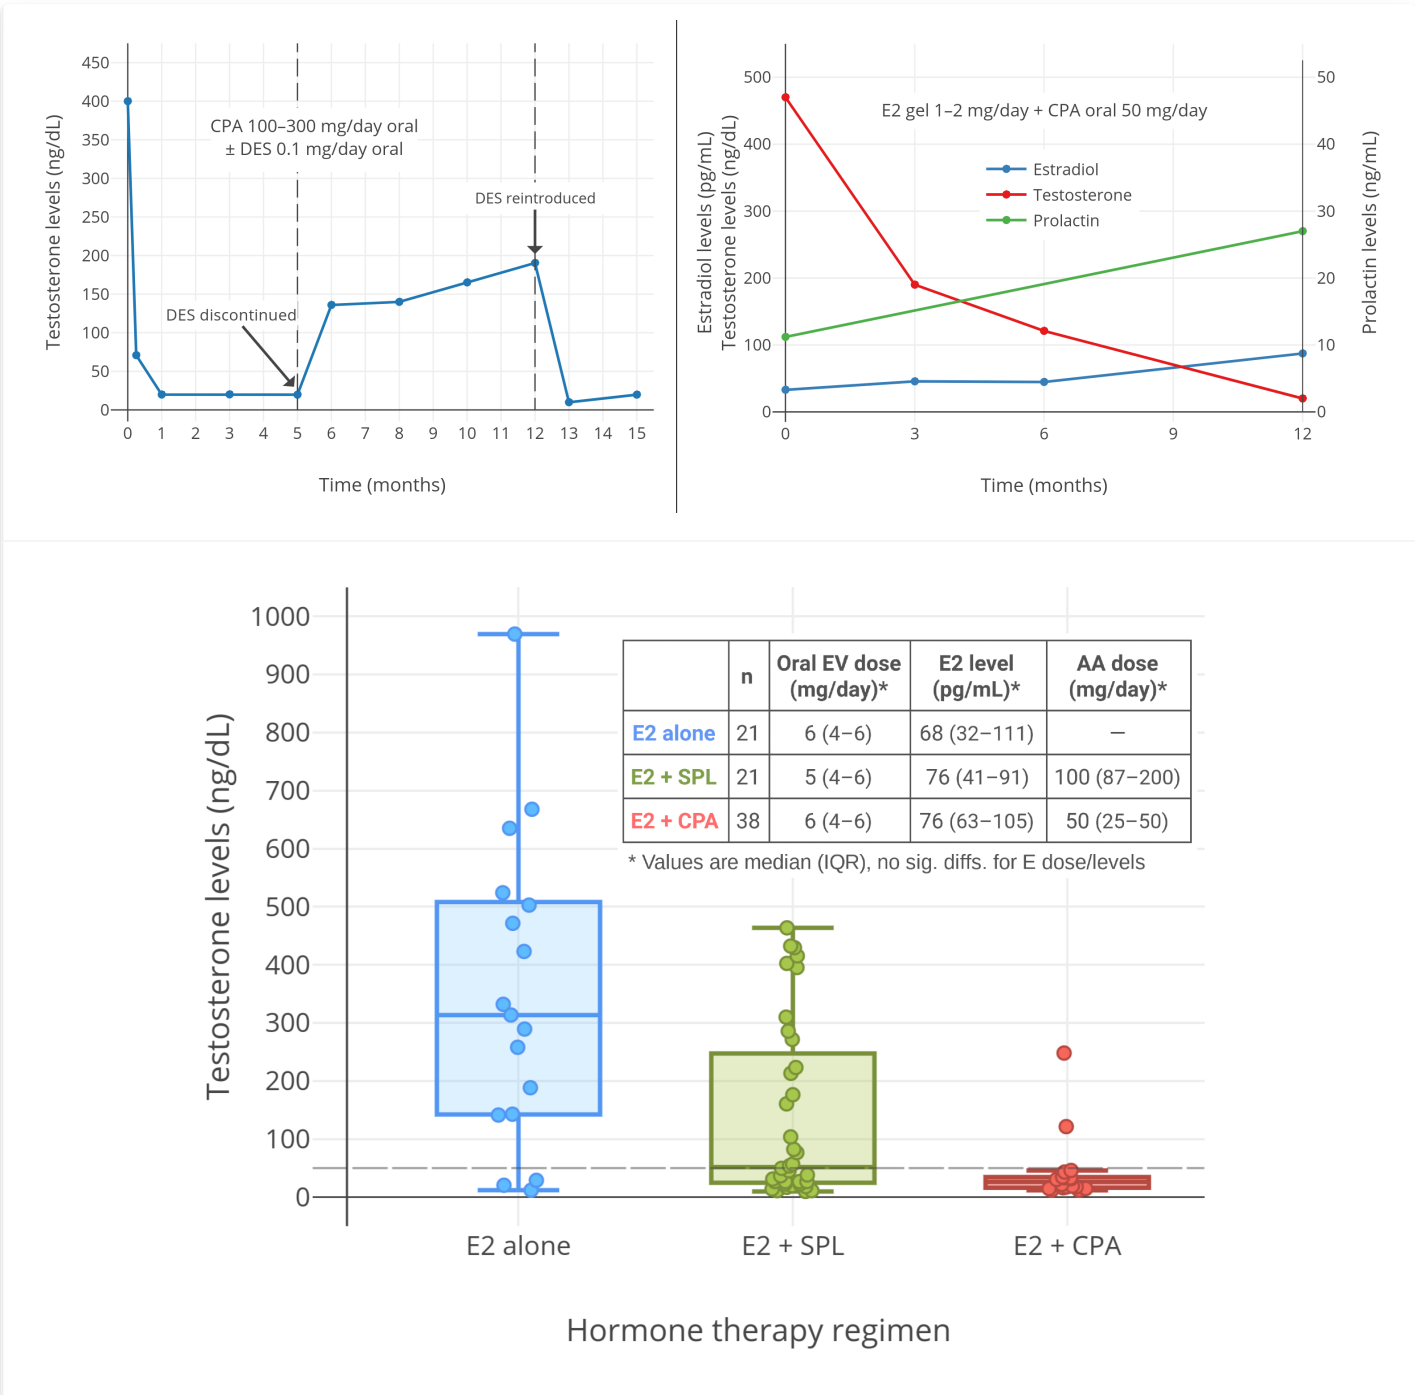 Testosterone levels (ng/dL)
450
400
350
300
250
200
150
100
50
0
CPA 100–300 mg/day oral
± DES 0.1 mg/day oral
DES reintroduced
DES discontinued
0 1 2 3 4 5 6 7 8 9 10 11 12 13 14 15
Time (months)
Estradiol levels (pg/mL)
Testosterone levels (ng/dL)
500
400
300
200
100
0
E2 gel 1–2 mg/day + CPA oral 50 mg/day
Estradiol
Testosterone
Prolactin
50
40
30
20
10
0
Prolactin levels (ng/mL)
0 3 6 9 12
Time (months)
Testosterone levels (ng/dL)
1000
900
800
700
600
500
400
300
200
100
0
n Oral EV dose (mg/day)* E2 level (pg/mL)* AA dose (mg/day)*
E2 alone 21 6 (4–6) 68 (32–111) —
E2 + SPL 21 5 (4–6) 76 (41–91) 100 (87–200)
E2 + CPA 38 6 (4–6) 76 (63–105) 50 (25–50)
* Values are median (IQR), no sig. diffs. for E dose/levels
E2 alone E2 + SPL E2 + CPA
Hormone therapy regimen